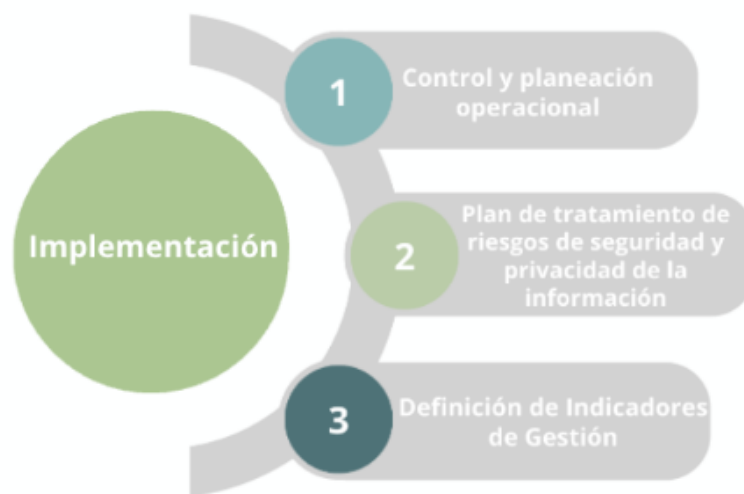 Implementación
1
Control y planeación
operacional
2
Plan de tratamiento de
riesgos de seguridad y
privacidad de la
información
3
Definición de Indicadores
de Gestión